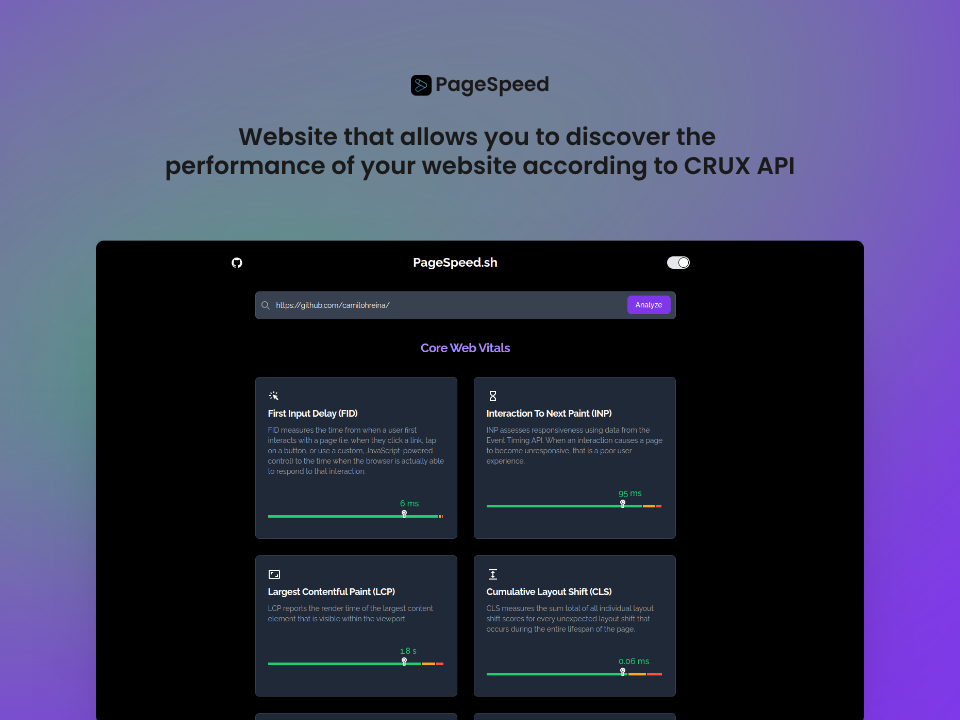 PageSpeed
Website that allows you to discover the
performance of your website according to CRUX API
PageSpeed.sh
https://github.com/camilohreina/
Analyze
Core Web Vitals
First Input Delay (FID)
FID measures the time from when a user first
interacts with a page (i.e. when they click a link, tap
on a button, or use a custom, JavaScript-powered
control) to the time when the browser is actually able
to respond to that interaction.
6 ms
Interaction To Next Paint (INP)
INP assesses responsiveness using data from the
Event Timing API. When an interaction causes a page
to become unresponsive, that is a poor user
experience.
95 ms
Largest Contentful Paint (LCP)
LCP reports the render time of the largest content
element that is visible within the viewport.
1.8 s
Cumulative Layout Shift (CLS)
CLS measures the sum total of all individual layout
shift scores for every unexpected layout shift that
occurs during the entire lifespan of the page.
0.06 ms